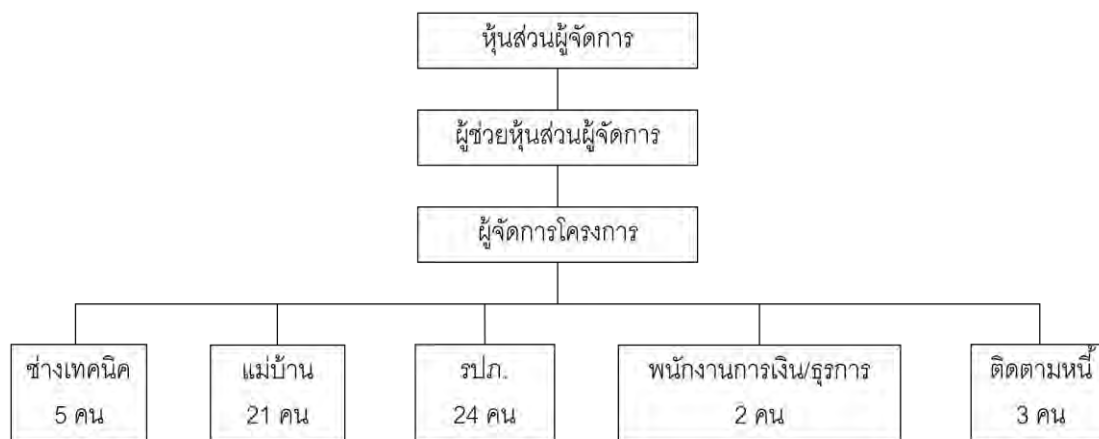 หุ้นส่วนผู้จัดการ
ผู้ช่วยหุ้นส่วนผู้จัดการ
ผู้จัดการโครงการ
ช่างเทคนิค
5 คน
แม่บ้าน
21 คน
รปภ.
24 คน
พนักงานการเงิน/ธุรการ
2 คน
ติดตามหนี้
3 คน